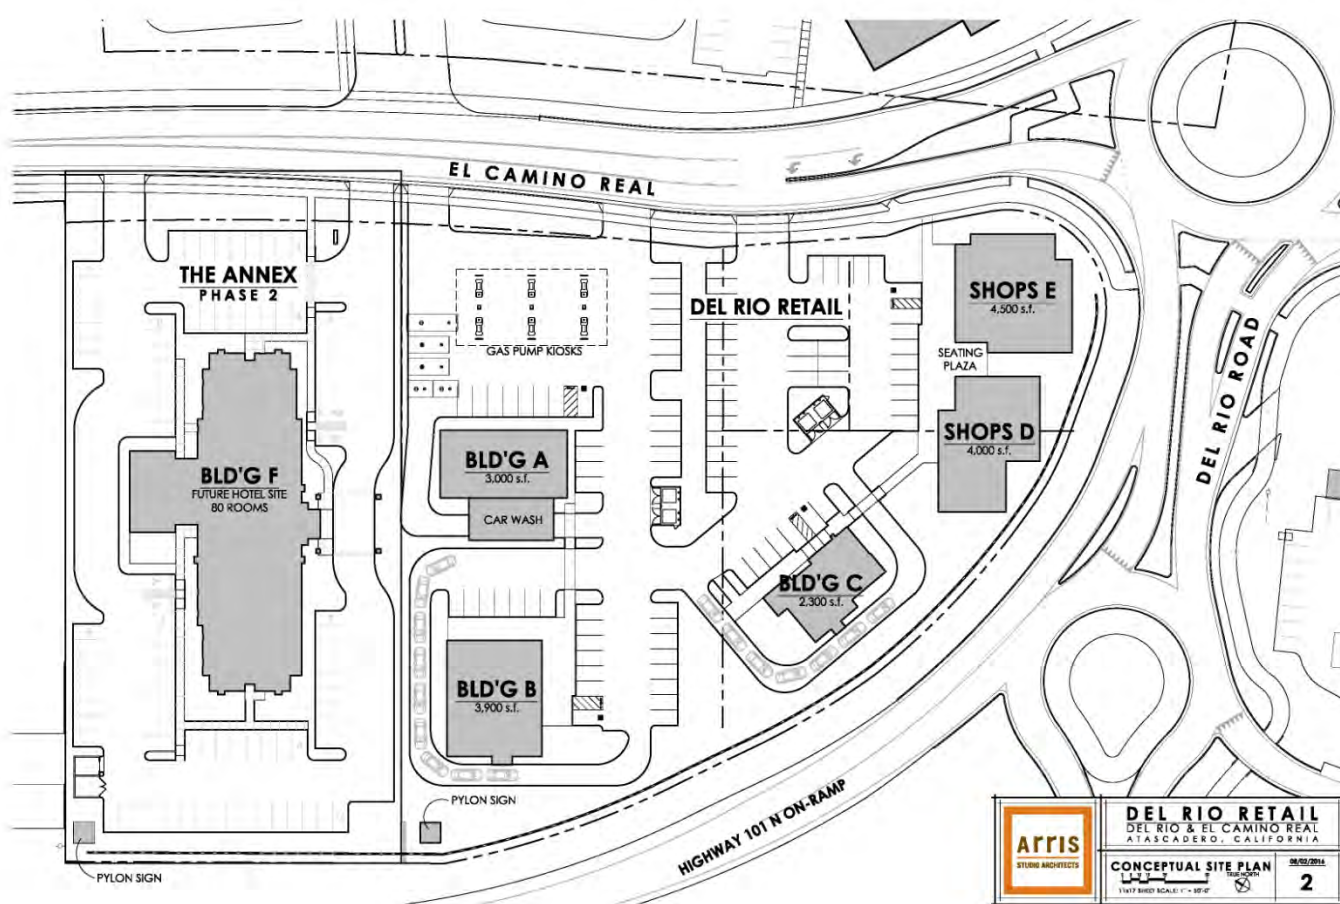 EL CAMINO REAL
THE ANNEX
PHASE 2
GAS PUMP KIOSKS
DEL RIO RETAIL
SHOPS E
4,500 s.f.
SEATING
PLAZA
SHOPS D
4,000 s.f.
DEL RIO ROAD
BLD'G F
FUTURE HOTEL SITE
80 ROOMS
BLD'G A
3,000 s.f.
CAR WASH
BLD'G C
2,300 s.f.
BLD'G B
3,900 s.f.
PYLON SIGN
PYLON SIGN
HIGHWAY 101 N ON-RAMP
arris
STUDIO ARCHITECTS
DEL RIO RETAIL
DEL RIO & EL CAMINO REAL
ATASCADERO, CALIFORNIA
CONCEPTUAL SITE PLAN
TRUE NORTH
11x17 SHEET SCALE:
2